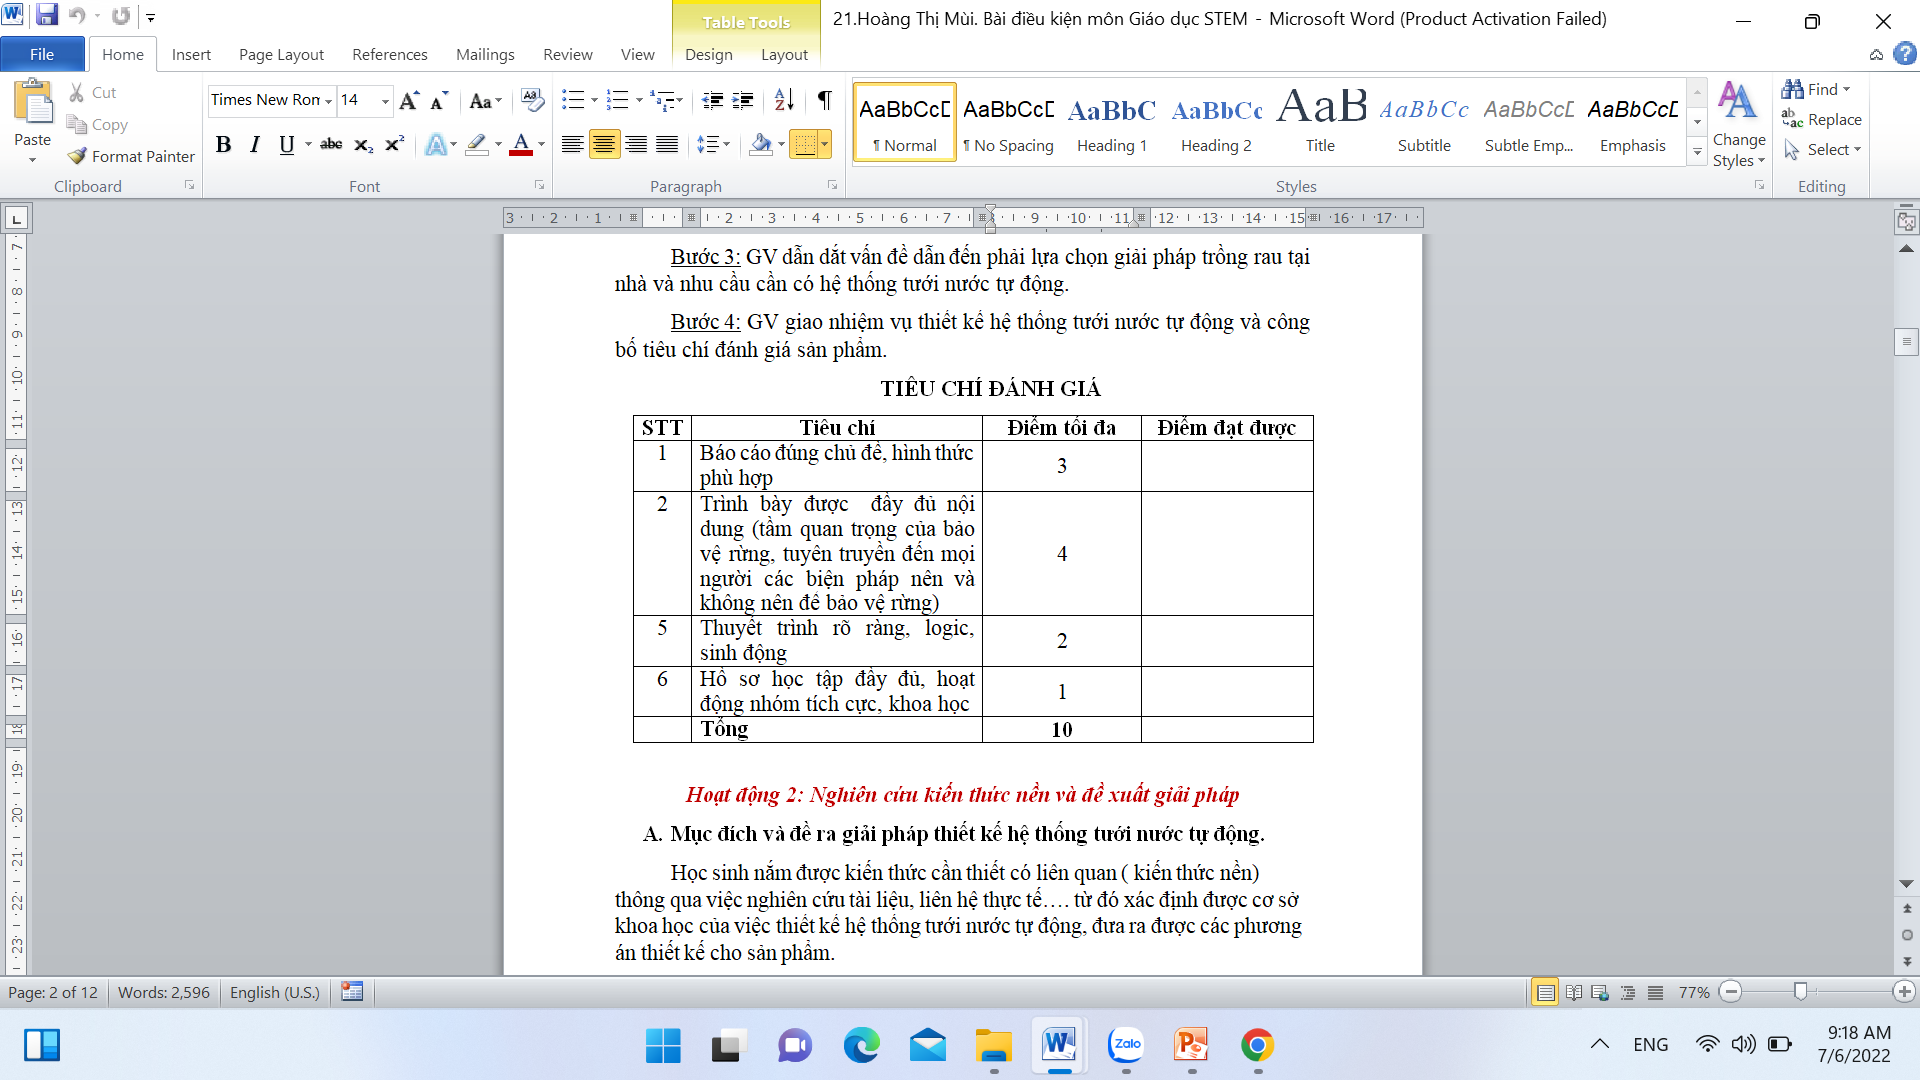 21.Hoàng Thị Mùi. Bài điều kiện môn Giáo dục STEM - Microsoft Word (Product Activation Failed)
Table Tools
File Home Insert Page Layout References Mailings Review View Design Layout
Paste
Cut
Copy
Format Painter
Clipboard
Times New Ron 14
Font
Paragraph
AaBbCcD AaBbCcD AaBbC AaBbCc AaB AaBbCc AaBbCcD AaBbCcD
¶ Normal ¶ No Spacing Heading 1 Heading 2 Title Subtitle Subtle Emp... Emphasis
Styles
Change Styles
Find
Replace
Select
Editing
Bước 3: GV dẫn dắt vấn đề dẫn đến phải lựa chọn giải pháp trồng rau tại
nhà và nhu cầu cần có hệ thống tưới nước tự động.
Bước 4: GV giao nhiệm vụ thiết kế hệ thống tưới nước tự động và công
bố tiêu chí đánh giá sản phẩm.
TIÊU CHÍ ĐÁNH GIÁ
STT Tiêu chí Điểm tối đa Điểm đạt được
1 Báo cáo đúng chủ đề, hình thức
phù hợp 3
2 Trình bày được đầy đủ nội
dung (tầm quan trọng của bảo
vệ rừng, tuyên truyền đến mọi
người các biện pháp nên và
không nên để bảo vệ rừng) 4
5 Thuyết trình rõ ràng, logic,
sinh động 2
6 Hồ sơ học tập đầy đủ, hoạt
động nhóm tích cực, khoa học 1
Tổng 10
Hoạt động 2: Nghiên cứu kiến thức nền và đề xuất giải pháp
A. Mục đích và đề ra giải pháp thiết kế hệ thống tưới nước tự động.
Học sinh nắm được kiến thức cần thiết có liên quan ( kiến thức nền)
thông qua việc nghiên cứu tài liệu, liên hệ thực tế…. từ đó xác định được cơ sở
khoa học của việc thiết kế hệ thống tưới nước tự động, đưa ra được các phương
án thiết kế cho sản phẩm.
Page: 2 of 12 Words: 2,596 English (U.S.) 77%
Zalo
ENG
9:18 AM
7/6/2022